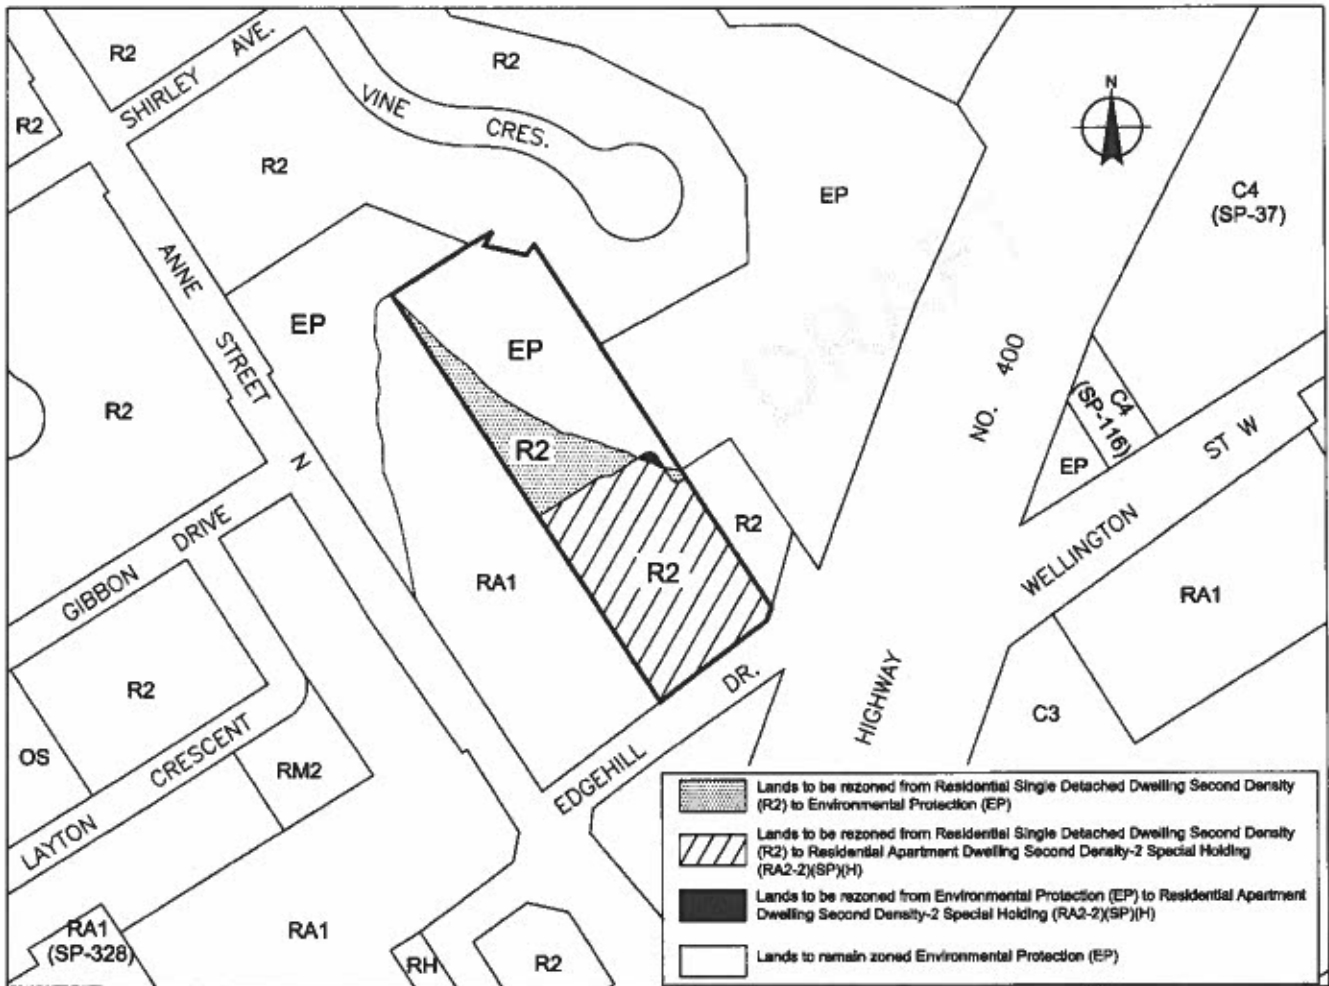 R2
SHIRLEY AVE.
R2
VINE CRES.
R2
R2
N
EP
C4
(SP-37)
ANNE STREET N
EP
EP
HIGHWAY NO. 400
C4
(SP-116)
EP
WELLINGTON ST W
R2
R2
R2
GIBBON DRIVE
RA1
R2
RA1
R2
EDGEHILL DR.
C3
OS
LAYTON CRESCENT
RM2
RA1
(SP-328)
RA1
RH
R2
Lands to be rezoned from Residential Single Detached Dwelling Second Density
(R2) to Environmental Protection (EP)
Lands to be rezoned from Residential Single Detached Dwelling Second Density
(R2) to Residential Apartment Dwelling Second Density-2 Special Holding
(RA2-2)(SP)(H)
Lands to be rezoned from Environmental Protection (EP) to Residential Apartment
Dwelling Second Density-2 Special Holding (RA2-2)(SP)(H)
Lands to remain zoned Environmental Protection (EP)